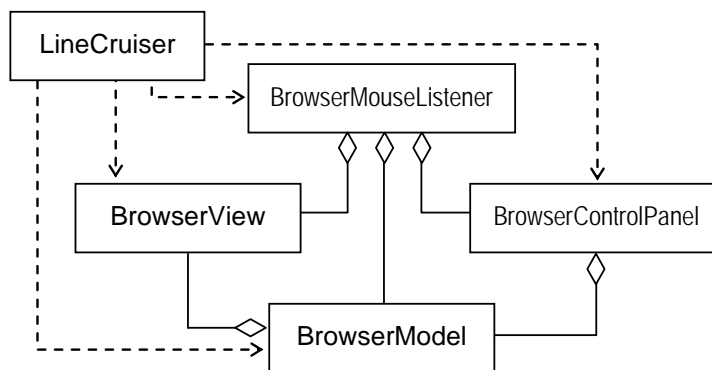 LineCruiser
BrowserMouseListener
BrowserView
BrowserControlPanel
BrowserModel